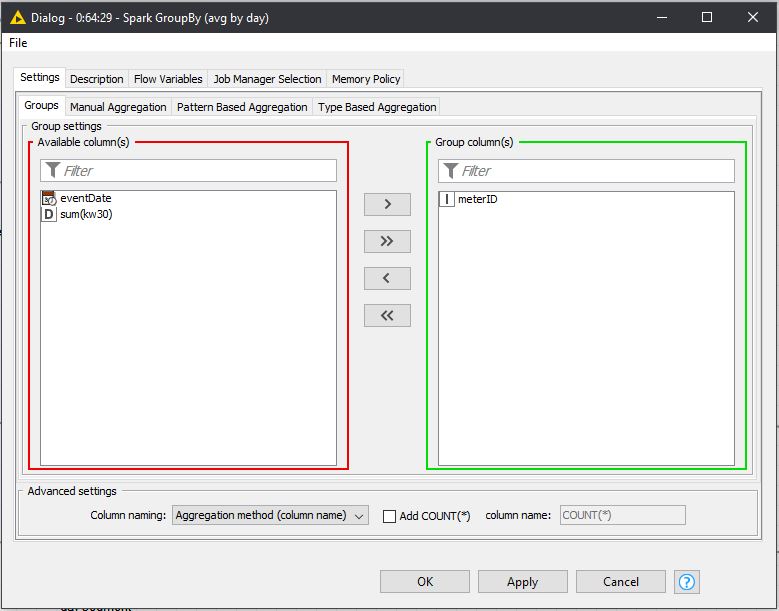 Dialog - 0:64:29 - Spark GroupBy (avg by day)
File
Settings Description Flow Variables Job Manager Selection Memory Policy
Groups Manual Aggregation Pattern Based Aggregation Type Based Aggregation
Group settings
Available column(s) Group column(s)
Filter Filter
eventDate I meterID
D sum(kw30)
>
>>
<
<<
Advanced settings
Column naming: Aggregation method (column name) Add COUNT(*) column name: COUNT(*)
OK Apply Cancel ?